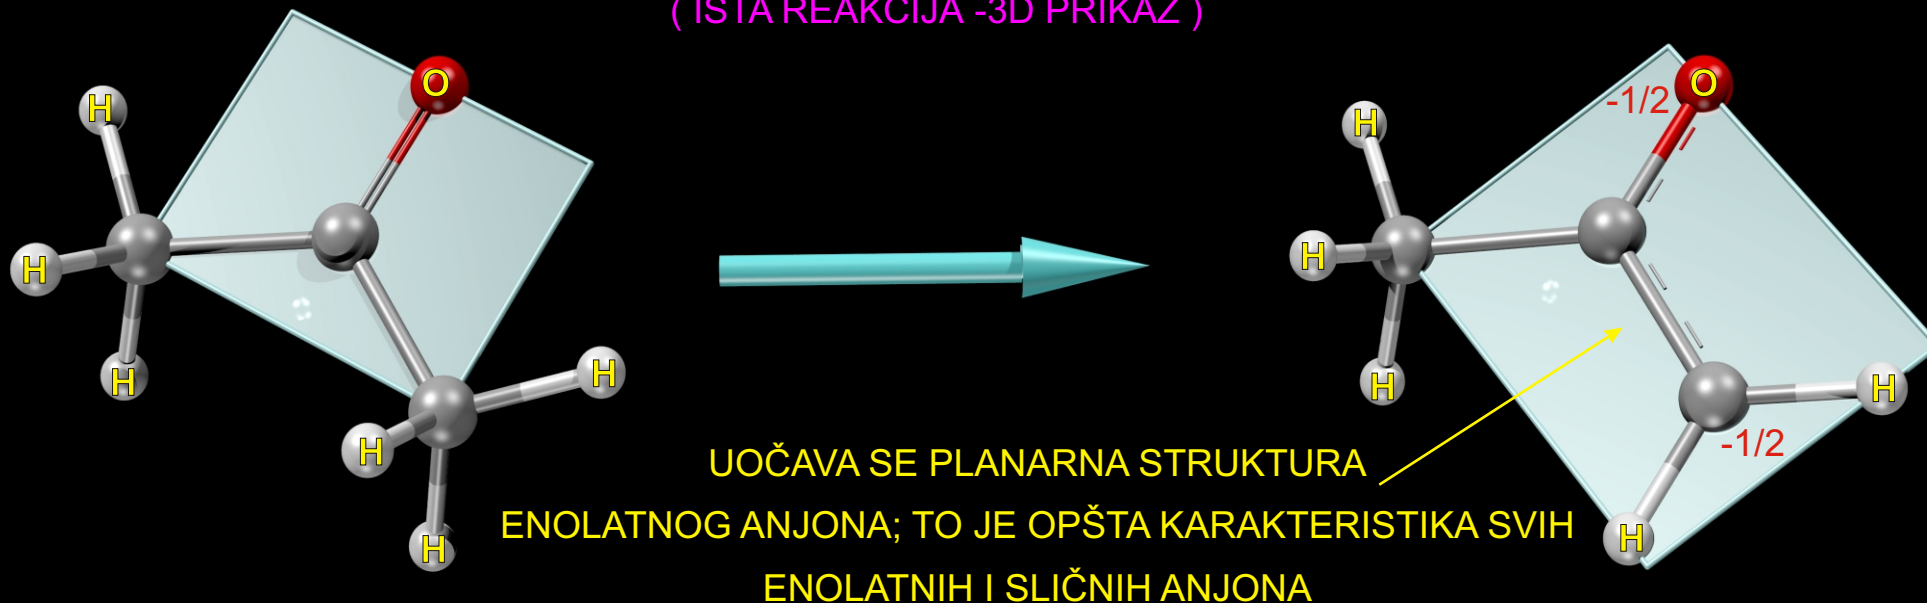 ( ISTA REAKCIJA -3D PRIKAZ )
O
H
H
H
H
H
H
O
-1/2
H
H
H
H
-1/2
H
UOČAVA SE PLANARNA STRUKTURA
ENOLATNOG ANJONA; TO JE OPŠTA KARAKTERISTIKA SVIH
ENOLATNIH I SLIČNIH ANJONA